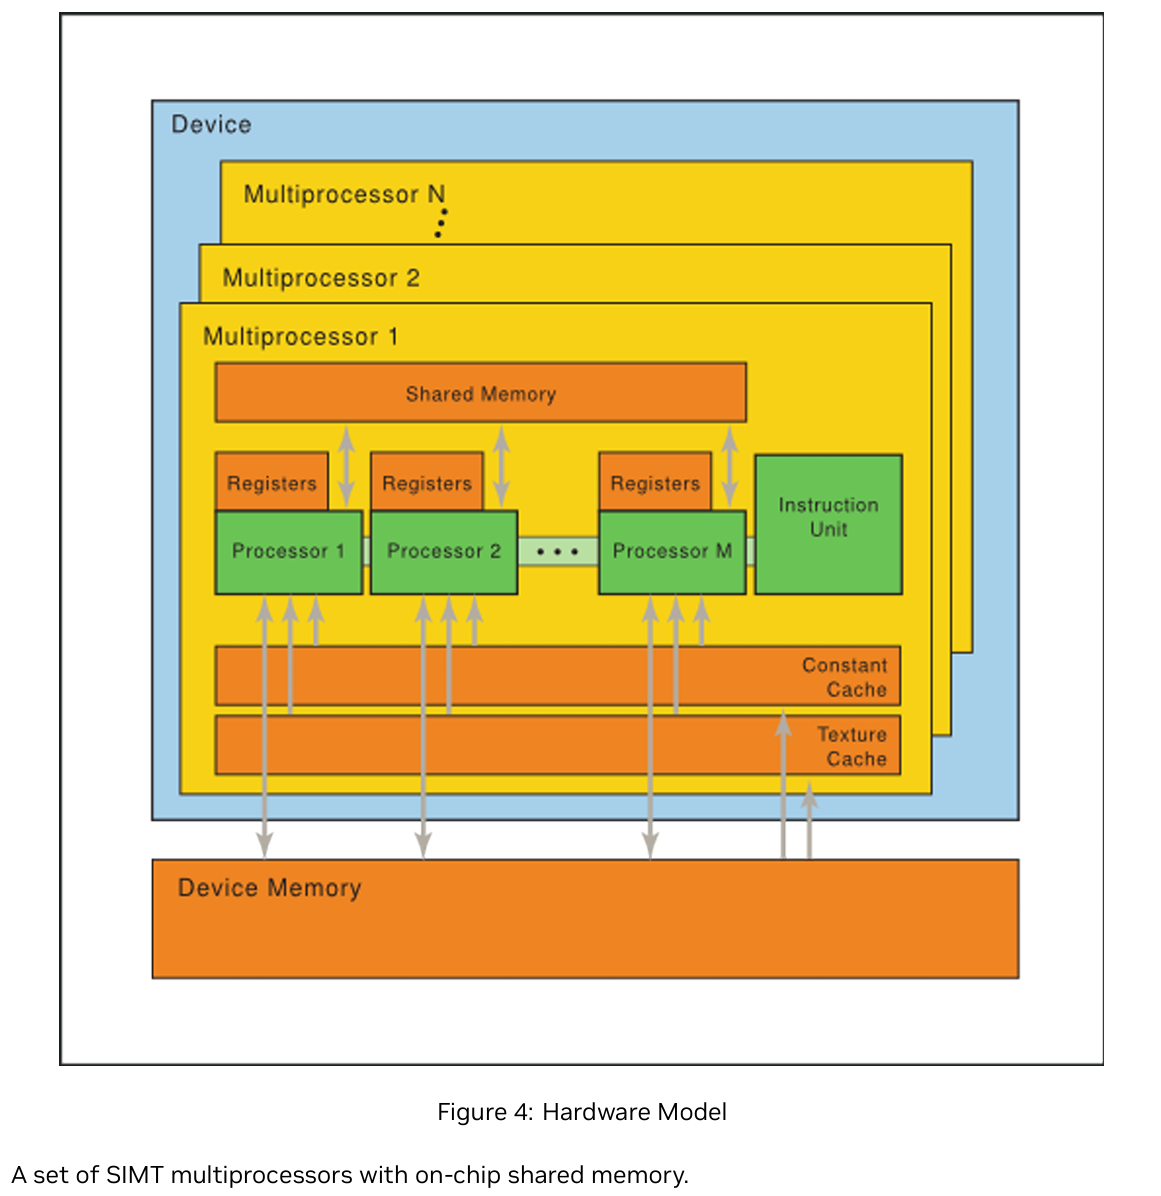 Device
Multiprocessor N
Multiprocessor 2
Multiprocessor 1
Shared Memory
Registers
Registers
Registers
Instruction
Unit
Processor 1
Processor 2
Processor M
Constant
Cache
Texture
Cache
Device Memory
Figure 4: Hardware Model
A set of SIMT multiprocessors with on-chip shared memory.